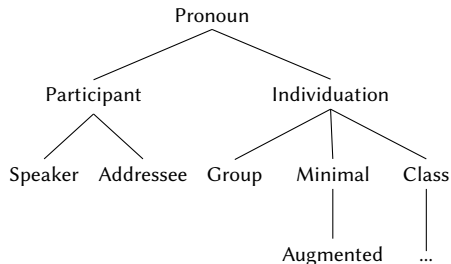 Pronoun
Participant Individuation
Speaker Addressee Group Minimal Class
Augmented ...